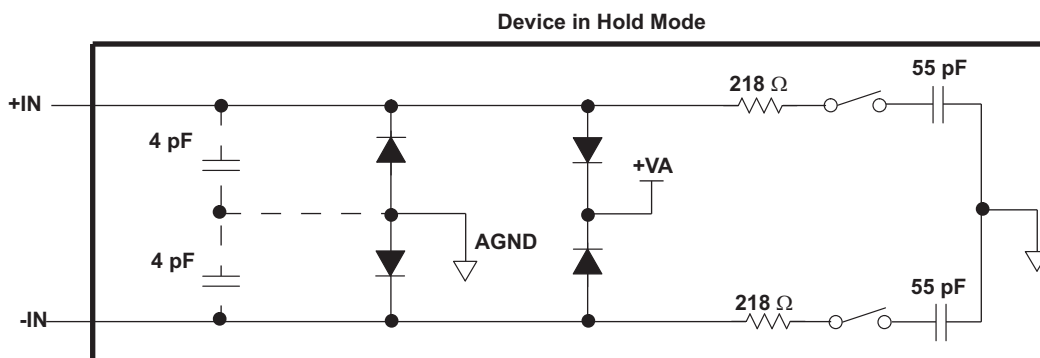 Device in Hold Mode
55 pF
218 Ω
+IN
4 pF
+VA
AGND
4 pF
55 pF
218 Ω
-IN